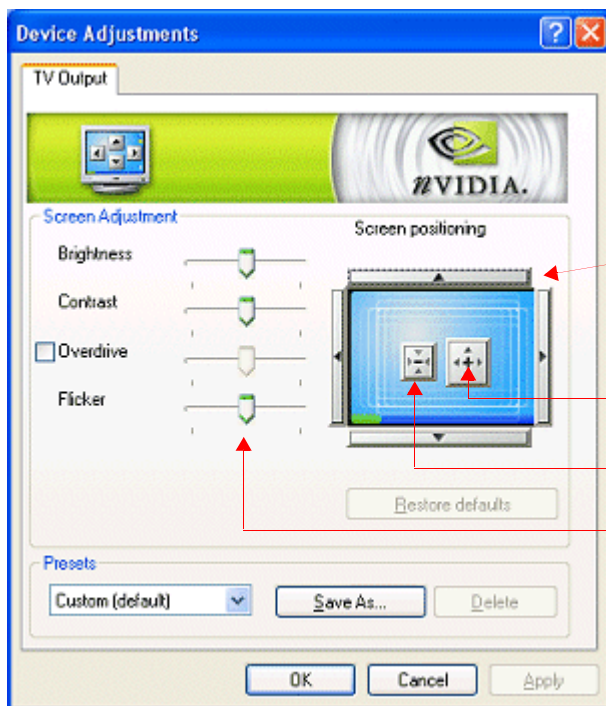 Device Adjustments
TV Output
nVIDIA.
Screen Adjustment
Screen positioning
Brightness
Contrast
Overdrive
Flicker
Restore defaults
Presets
Custom (default)
Save As...
Delete
OK
Cancel
Apply